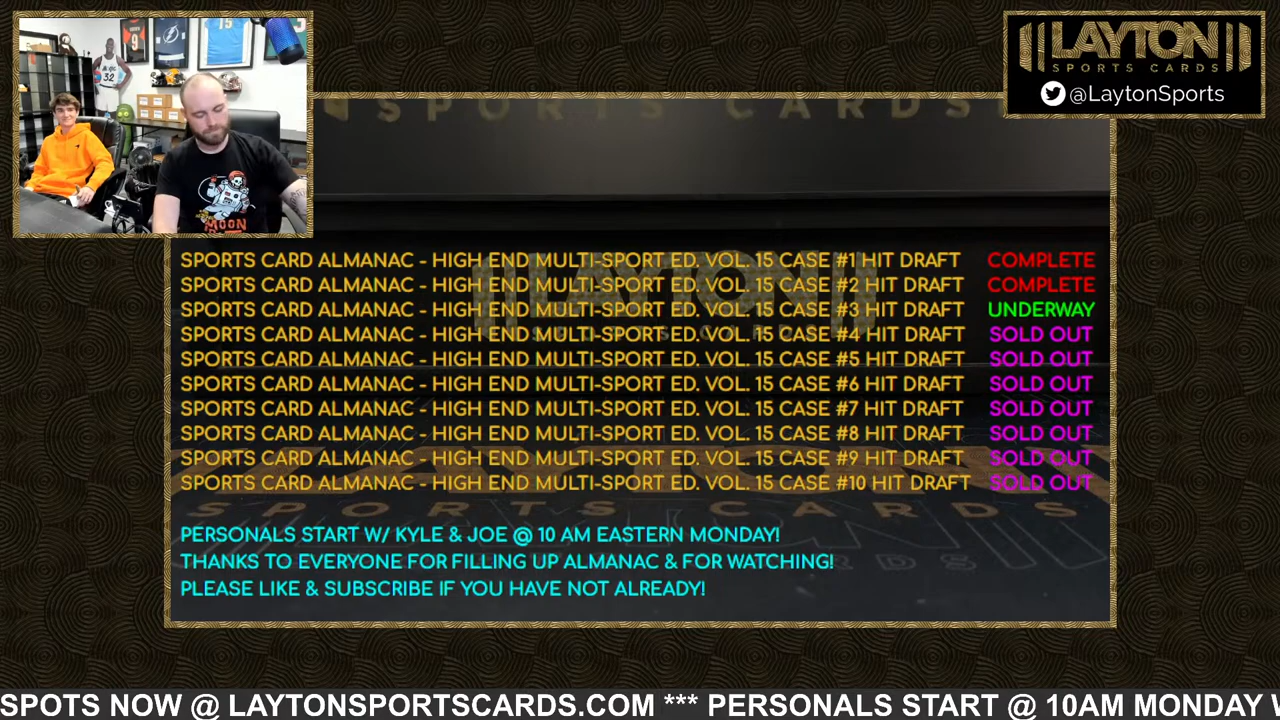 LAYTON
SPORTS CARDS
@LaytonSports
SPORTS CARDS
15
9
32
MOON
SPORTS CARD ALMANAC - HIGH END MULTI-SPORT ED. VOL. 15 CASE #1 HIT DRAFT COMPLETE
SPORTS CARD ALMANAC - HIGH END MULTI-SPORT ED. VOL. 15 CASE #2 HIT DRAFT COMPLETE
SPORTS CARD ALMANAC - HIGH END MULTI-SPORT ED. VOL. 15 CASE #3 HIT DRAFT UNDERWAY
SPORTS CARD ALMANAC - HIGH END MULTI-SPORT ED. VOL. 15 CASE #4 HIT DRAFT SOLD OUT
SPORTS CARD ALMANAC - HIGH END MULTI-SPORT ED. VOL. 15 CASE #5 HIT DRAFT SOLD OUT
SPORTS CARD ALMANAC - HIGH END MULTI-SPORT ED. VOL. 15 CASE #6 HIT DRAFT SOLD OUT
SPORTS CARD ALMANAC - HIGH END MULTI-SPORT ED. VOL. 15 CASE #7 HIT DRAFT SOLD OUT
SPORTS CARD ALMANAC - HIGH END MULTI-SPORT ED. VOL. 15 CASE #8 HIT DRAFT SOLD OUT
SPORTS CARD ALMANAC - HIGH END MULTI-SPORT ED. VOL. 15 CASE #9 HIT DRAFT SOLD OUT
SPORTS CARD ALMANAC - HIGH END MULTI-SPORT ED. VOL. 15 CASE #10 HIT DRAFT SOLD OUT
PERSONALS START W/ KYLE & JOE @ 10 AM EASTERN MONDAY!
THANKS TO EVERYONE FOR FILLING UP ALMANAC & FOR WATCHING!
PLEASE LIKE & SUBSCRIBE IF YOU HAVE NOT ALREADY!
SPOTS NOW @ LAYTONSPORTSCARDS.COM *** PERSONALS START @ 10AM MONDAY W